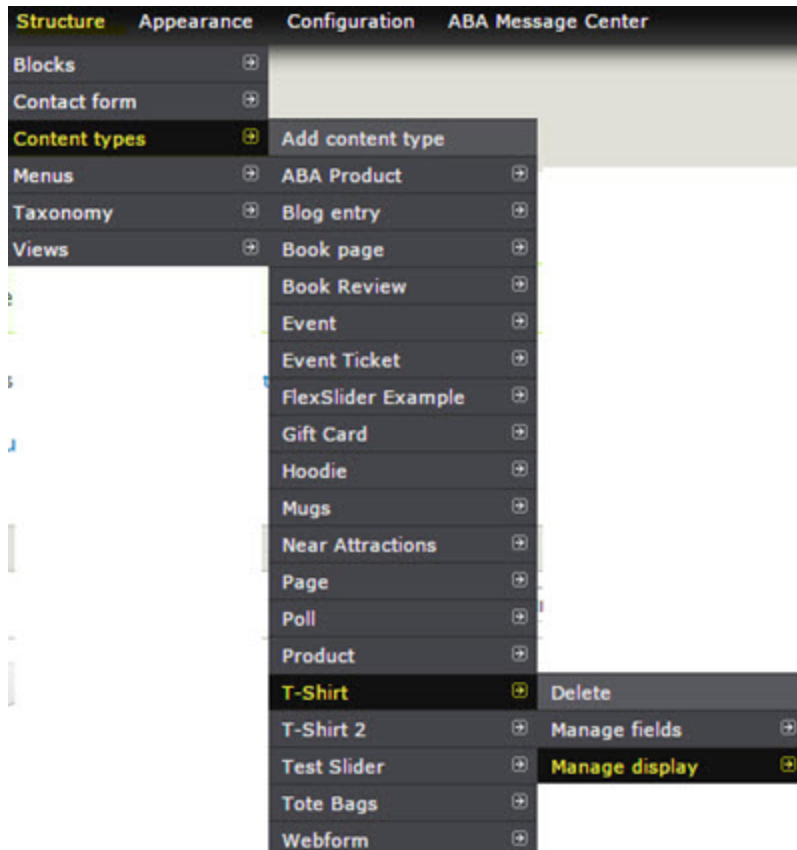 Structure Appearance Configuration ABA Message Center
Blocks
Contact form
Content types
Menus
Taxonomy
Views
Add content type
ABA Product
Blog entry
Book page
Book Review
Event
Event Ticket
FlexSlider Example
Gift Card
Hoodie
Mugs
Near Attractions
Page
Poll
Product
T-Shirt
T-Shirt 2
Test Slider
Tote Bags
Webform
Delete
Manage fields
Manage display